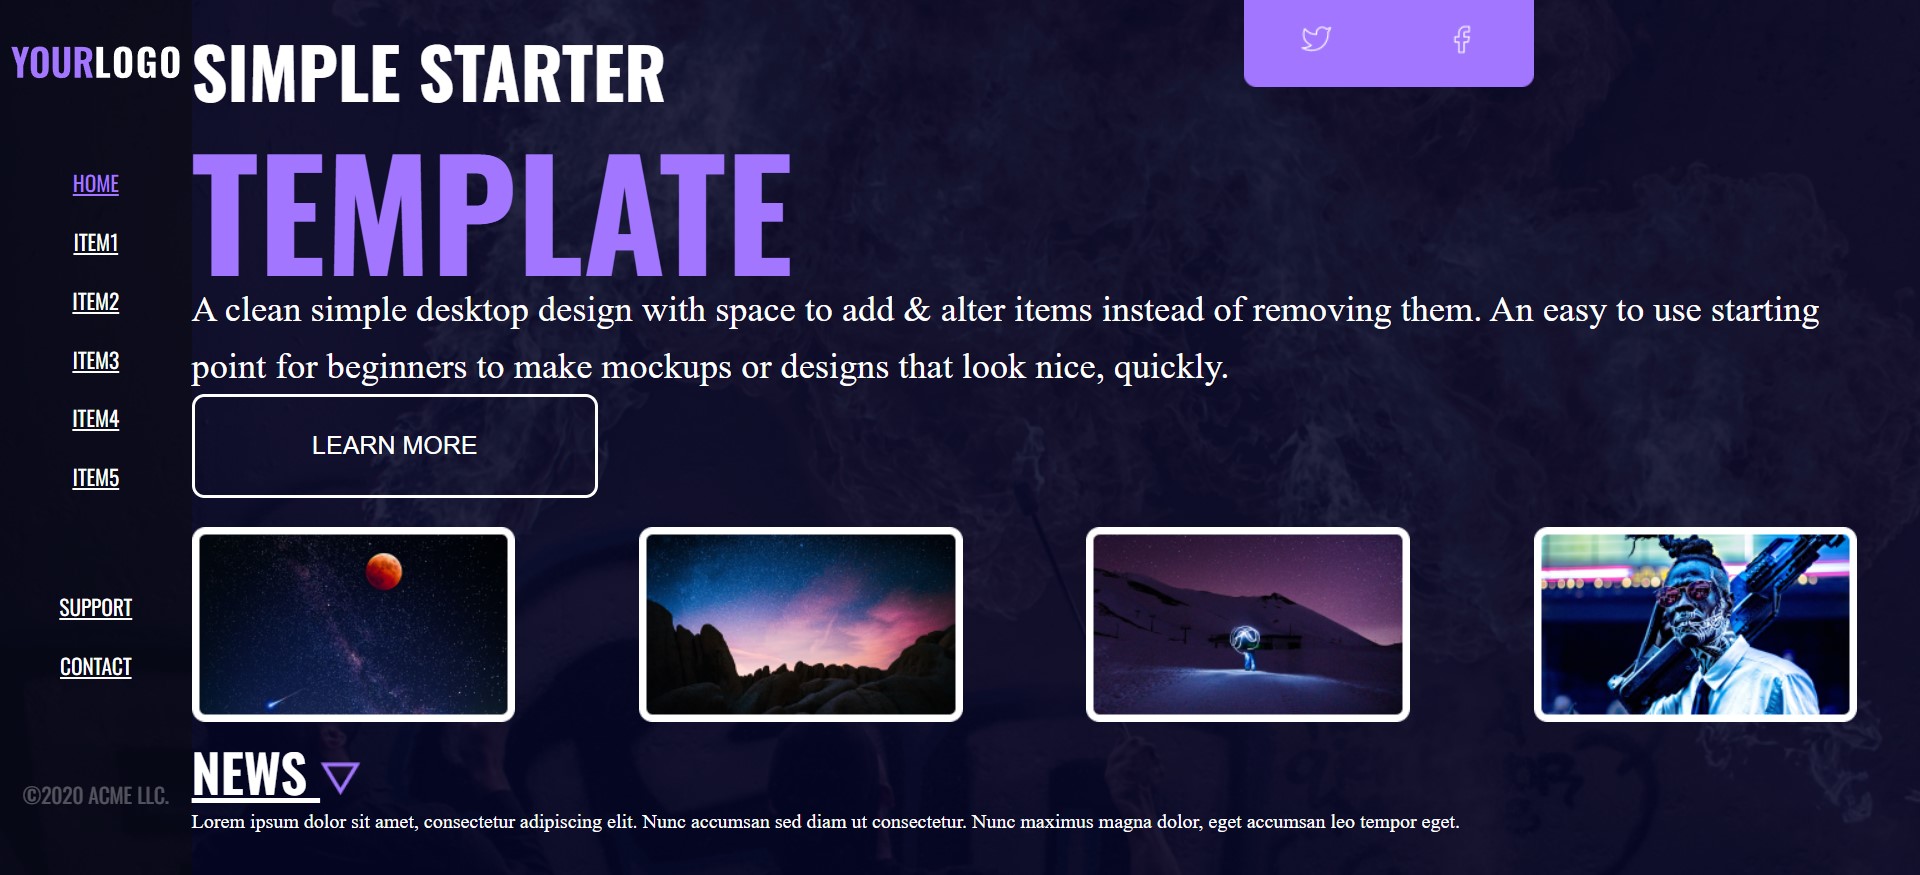 YOURLOGO
HOME
ITEM1
ITEM2
ITEM3
ITEM4
ITEM5
SUPPORT
CONTACT
©2020 ACME LLC.
SIMPLE STARTER
TEMPLATE
A clean simple desktop design with space to add & alter items instead of removing them. An easy to use starting
point for beginners to make mockups or designs that look nice, quickly.
LEARN MORE
NEWS
Lorem ipsum dolor sit amet, consectetur adipiscing elit. Nunc accumsan sed diam ut consectetur. Nunc maximus magna dolor, eget accumsan leo tempor eget.